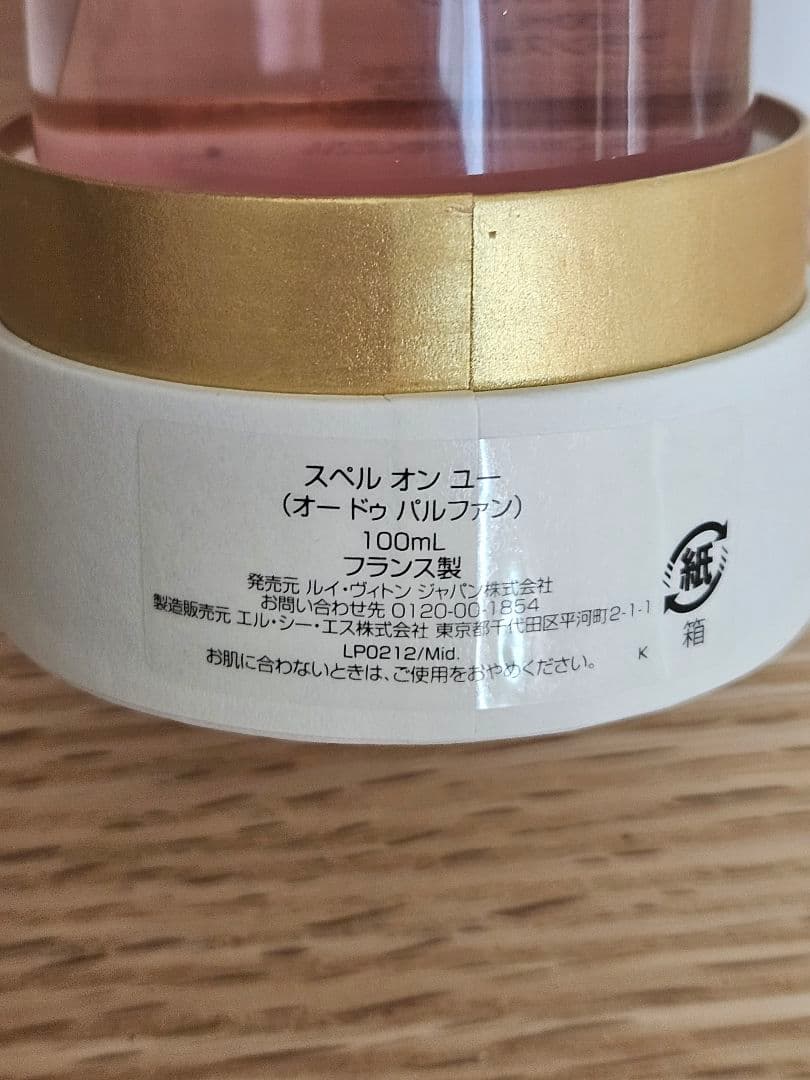 スペル オン ユー
（オー ドゥ パルファン）
100mL
フランス製
発売元 ルイ・ヴィトン ジャパン株式会社
お問い合わせ先 0120-00-1854
製造販売元 エル・シー・エス株式会社 東京都千代田区平河町2-1-1
LP0212/Mid.
お肌に合わないときは、ご使用をおやめください。
K
紙
箱